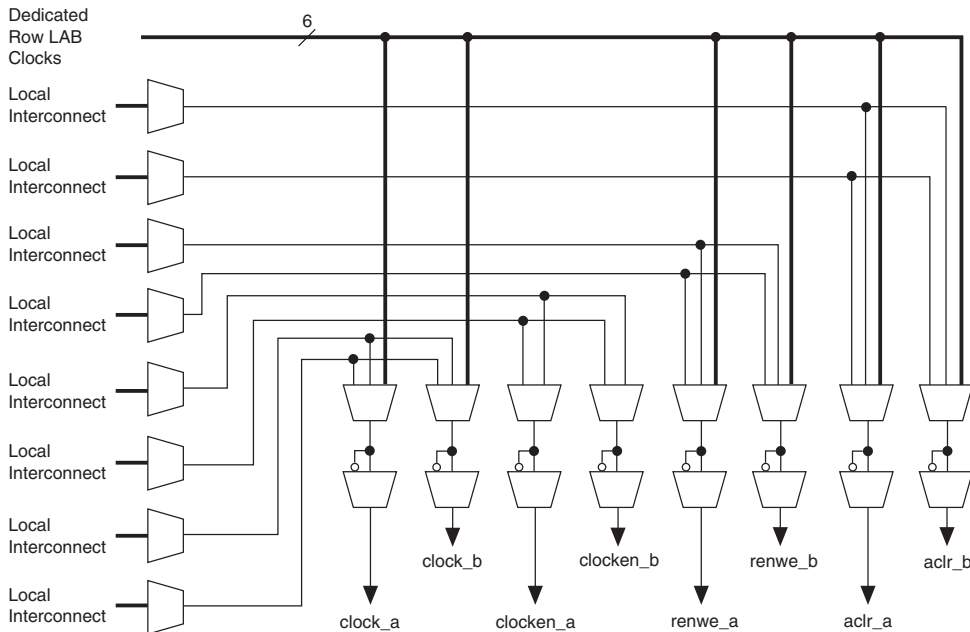 Dedicated
Row LAB
Clocks
6
Local
Interconnect
Local
Interconnect
Local
Interconnect
Local
Interconnect
Local
Interconnect
Local
Interconnect
Local
Interconnect
Local
Interconnect
clock_b
clocken_b
renwe_b
aclr_b
clock_a
clocken_a
renwe_a
aclr_a